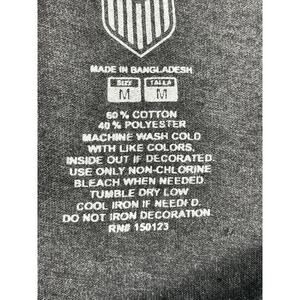 MADE IN BANGLADESH
SIZE TALLA
M M
60% COTTON
40% POLYESTER
MACHINE WASH COLD
WITH LIKE COLORS,
INSIDE OUT IF DECORATED.
USE ONLY NON-CHLORINE
BLEACH WHEN NEEDED.
TUMBLE DRY LOW
COOL IRON IF NEEDED.
DO NOT IRON DECORATION.
RN# 150123